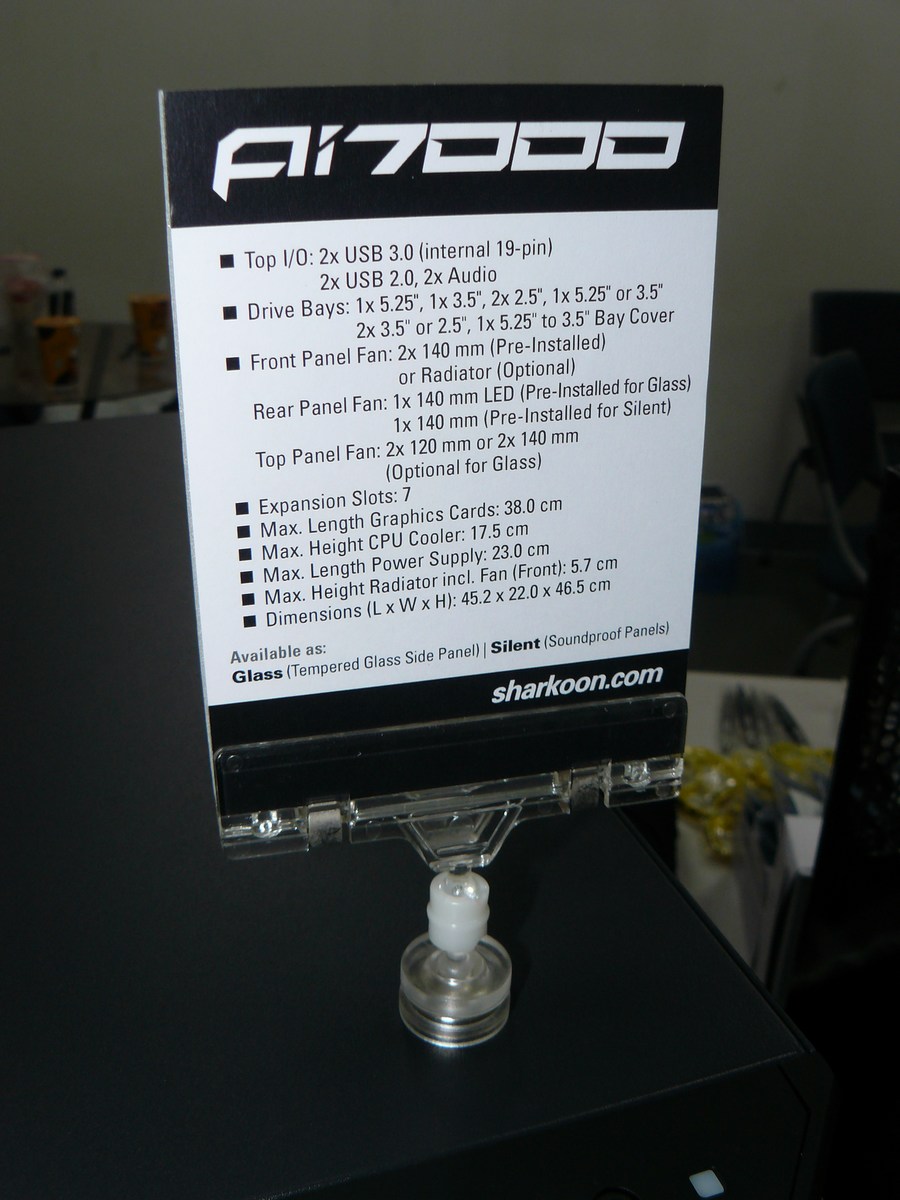 Ai7000
■ Top I/O: 2x USB 3.0 (internal 19-pin)
2x USB 2.0, 2x Audio
■ Drive Bays: 1x 5.25", 1x 3.5", 2x 2.5", 1x 5.25" or 3.5"
2x 3.5" or 2.5", 1x 5.25" to 3.5" Bay Cover
■ Front Panel Fan: 2x 140 mm (Pre-Installed)
or Radiator (Optional)
Rear Panel Fan: 1x 140 mm LED (Pre-Installed for Glass)
1x 140 mm (Pre-Installed for Silent)
Top Panel Fan: 2x 120 mm or 2x 140 mm
(Optional for Glass)
■ Expansion Slots: 7
■ Max. Length Graphics Cards: 38.0 cm
■ Max. Height CPU Cooler: 17.5 cm
■ Max. Length Power Supply: 23.0 cm
■ Max. Height Radiator incl. Fan (Front): 5.7 cm
■ Dimensions (L x W x H): 45.2 x 22.0 x 46.5 cm
Available as:
Glass (Tempered Glass Side Panel) | Silent (Soundproof Panels)
sharkoon.com